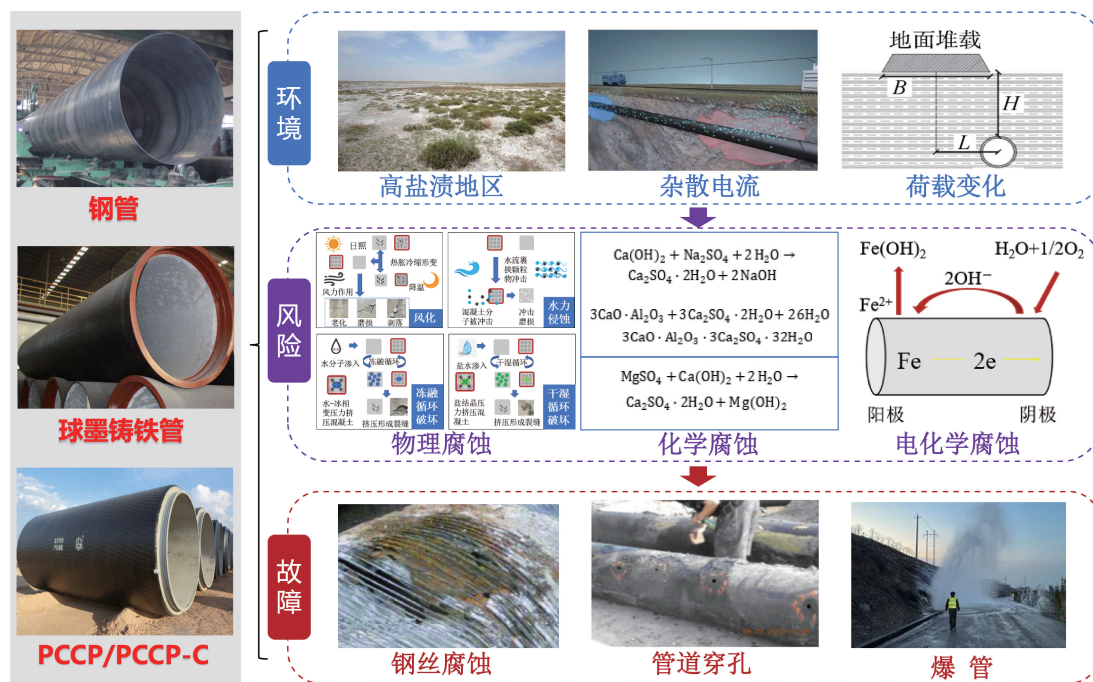 钢管
球墨铸铁管
PCCP/PCCP-C
环境
地面堆载
B
H
L
高盐渍地区
杂散电流
荷载变化
风险
日照
热胀冷缩形变
风力作用
降温
老化 磨损 剥落
风化
水流裹
挟颗粒
物冲击
混凝土分
子被冲击
冲击
磨损
水力
侵蚀
水分子渗入
冻融循环
水-冰相
变压力挤
压混凝土
挤压形成裂缝
冻融
循环
破坏
盐水渗入
干湿循环
盐结晶压
力挤压混
凝土
挤压形成裂缝
干湿
循环
破坏
物理腐蚀
Ca(OH)₂ + Na₂SO₄ + 2H₂O →
Ca₂SO₄ · 2H₂O + 2NaOH
3CaO · Al₂O₃ + 3Ca₂SO₄ · 2H₂O + 26H₂O
3CaO · Al₂O₃ · 3Ca₂SO₄ · 32H₂O
MgSO₄ + Ca(OH)₂ + 2H₂O →
Ca₂SO₄ · 2H₂O + Mg(OH)₂
化学腐蚀
Fe(OH)₂
H₂O+1/2O₂
2OH⁻
Fe²⁺
Fe
2e
阳极
阴极
电化学腐蚀
故障
钢丝腐蚀
管道穿孔
爆 管